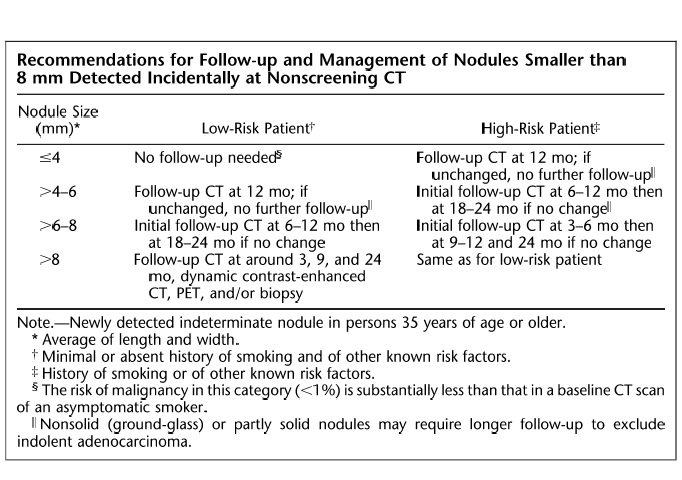 Recommendations for Follow-up and Management of Nodules Smaller than
8 mm Detected Incidentally at Nonscreening CT
Nodule Size
(mm)* Low-Risk Patient† High-Risk Patient‡
≤4 No follow-up needed§ Follow-up CT at 12 mo; if
unchanged, no further follow-up||
>4–6 Follow-up CT at 12 mo; if Initial follow-up CT at 6–12 mo then
unchanged, no further follow-up|| at 18–24 mo if no change||
>6–8 Initial follow-up CT at 6–12 mo then Initial follow-up CT at 3–6 mo then
at 18–24 mo if no change at 9–12 and 24 mo if no change
>8 Follow-up CT at around 3, 9, and 24 Same as for low-risk patient
mo, dynamic contrast-enhanced
CT, PET, and/or biopsy
Note.—Newly detected indeterminate nodule in persons 35 years of age or older.
* Average of length and width.
† Minimal or absent history of smoking and of other known risk factors.
‡ History of smoking or of other known risk factors.
§ The risk of malignancy in this category (<1%) is substantially less than that in a baseline CT scan
of an asymptomatic smoker.
|| Nonsolid (ground-glass) or partly solid nodules may require longer follow-up to exclude
indolent adenocarcinoma.